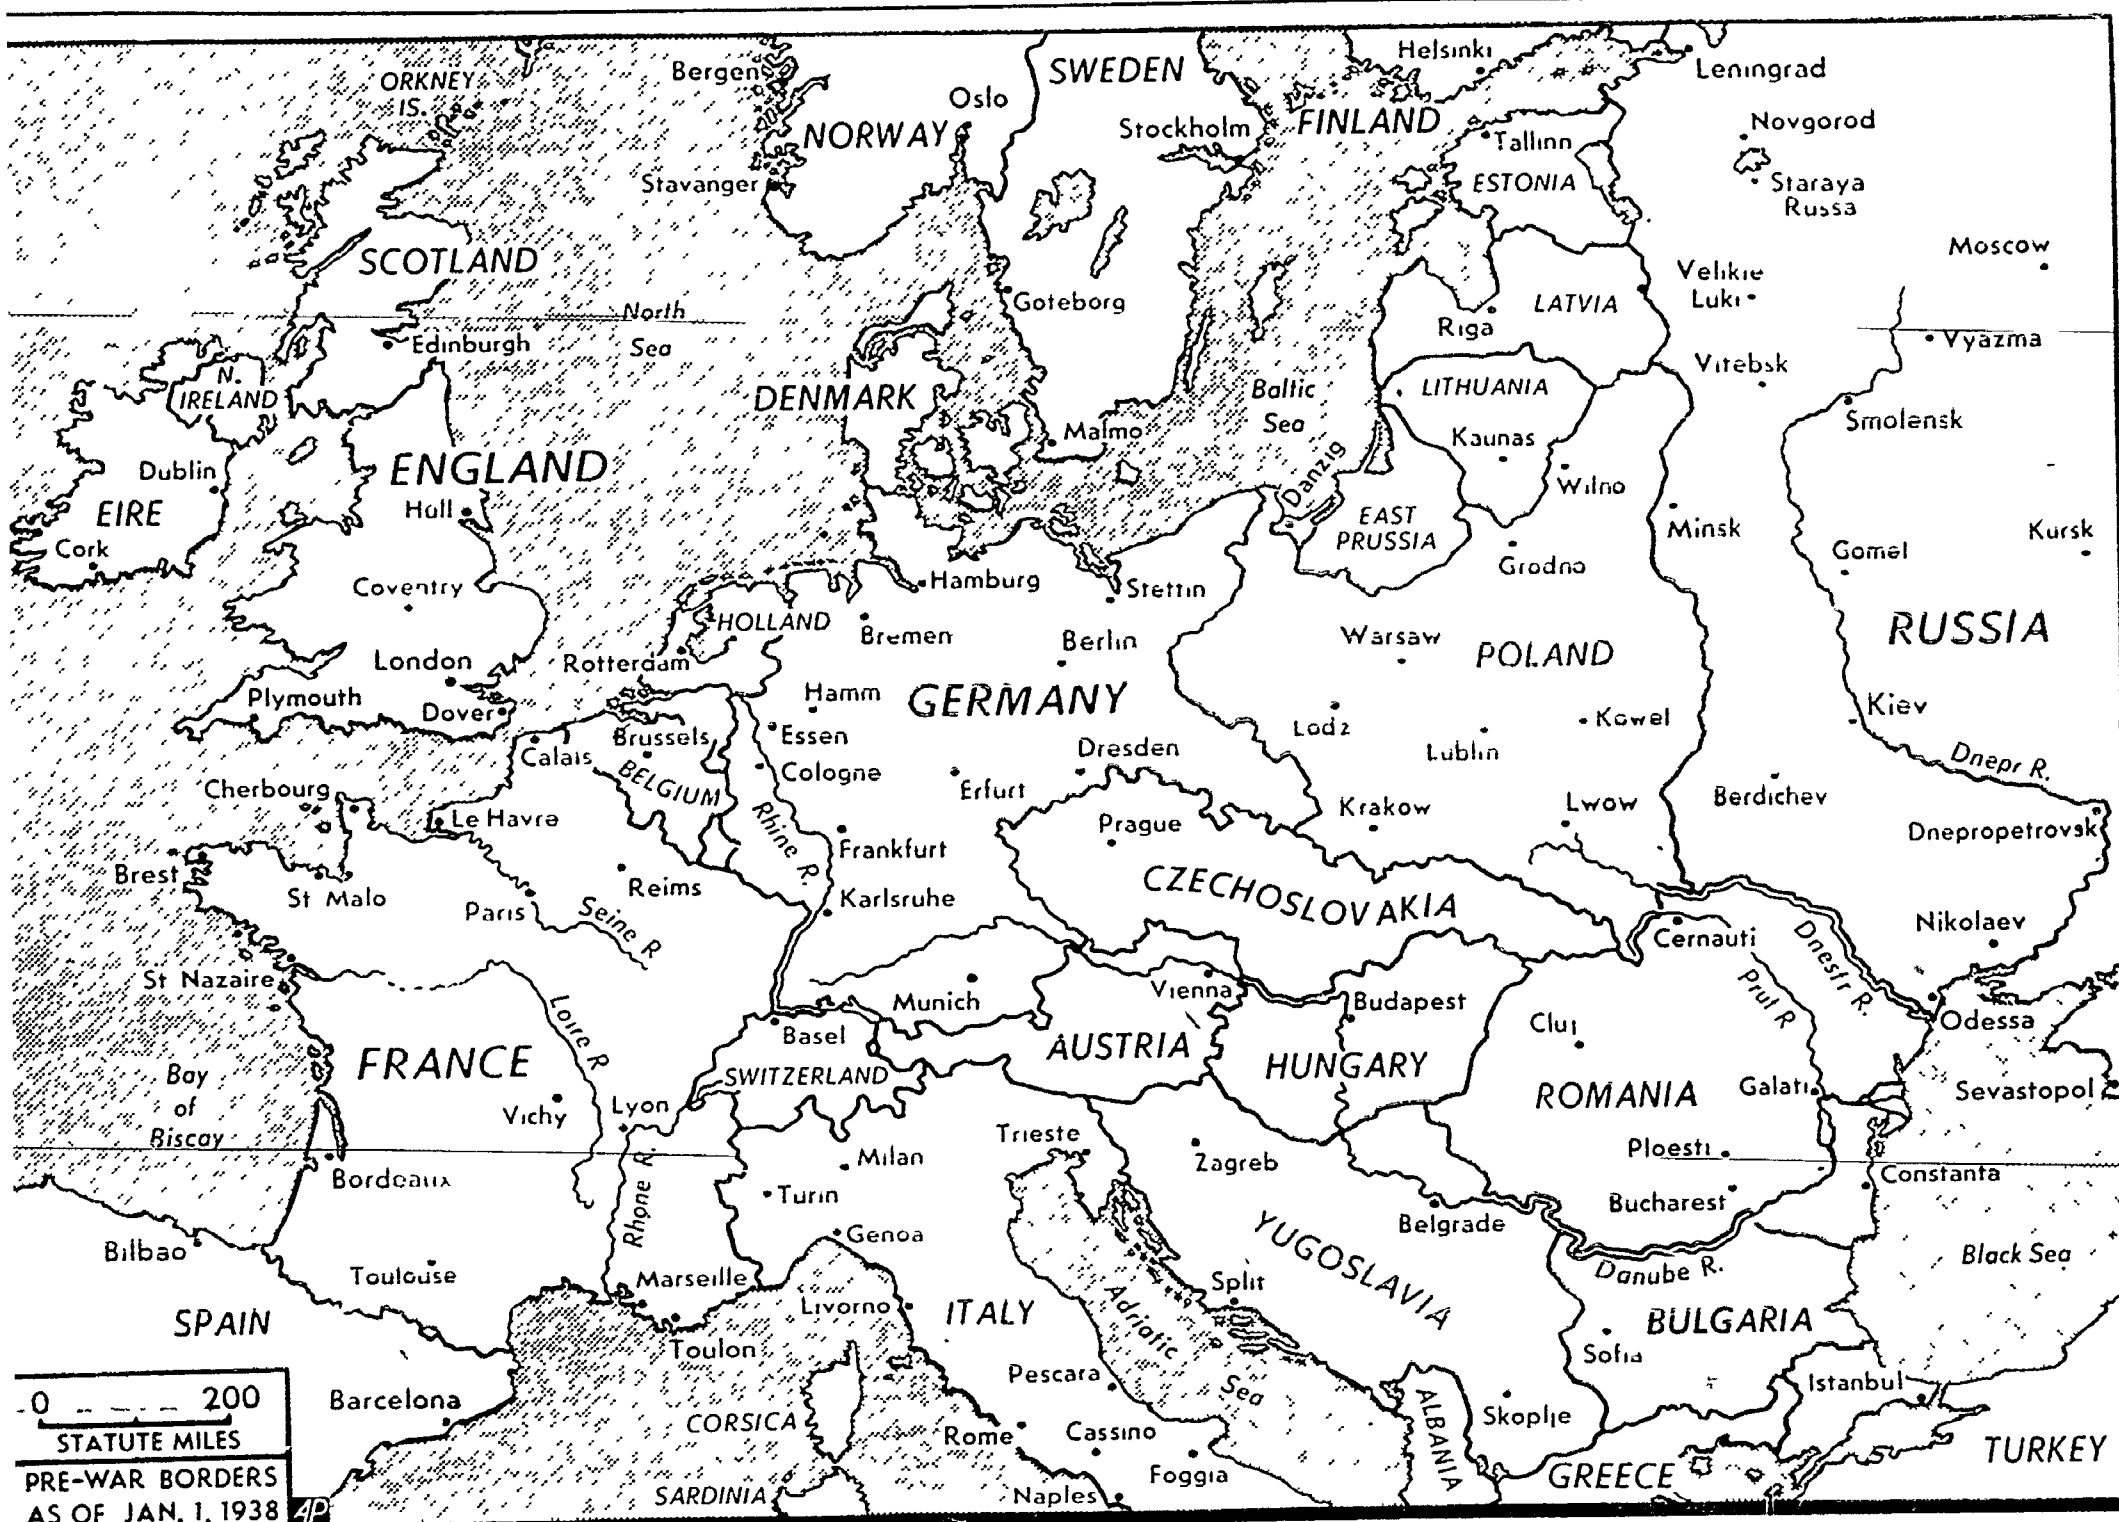 ORKNEY
IS.
Bergen
Oslo
NORWAY
Stavanger
SWEDEN
Stockholm
Helsinki
FINLAND
Leningrad
Tallinn
ESTONIA
Novgorod
Staraya
Russa
Moscow
SCOTLAND
North
Sea
Edinburgh
Goteborg
Riga
LATVIA
Velikie
Luki
Vyazma
N.
IRELAND
DENMARK
Baltic
Sea
LITHUANIA
Vitebsk
Smolensk
Dublin
ENGLAND
Malmo
Danzig
Kaunas
Wilno
EIRE
Hull
EAST
PRUSSIA
Minsk
Kursk
Cork
Grodno
Gomel
Coventry
Hamburg
Stettin
HOLLAND
Bremen
Berlin
Warsaw
POLAND
RUSSIA
London
Rotterdam
Plymouth
Dover
Hamm
GERMANY
Lodz
Lublin
Kowel
Kiev
Calais
Brussels
Essen
Dresden
Dnepr R.
Cherbourg
BELGIUM
Cologne
Erfurt
Krakow
Lwow
Berdichev
Le Havre
Rhine R.
Prague
Dnepropetrovsk
Frankfurt
Brest
St Malo
Paris
Seine R
Reims
Karlsruhe
CZECHOSLOVAKIA
Cernauti
Nikolaev
Dnestr R.
St Nazaire
Munich
Vienna
Budapest
Prut R
Loire R
Basel
AUSTRIA
HUNGARY
Cluj
Odessa
FRANCE
SWITZERLAND
ROMANIA
Galati
Sevastopol
Bay
of
Biscay
Vichy
Lyon
Trieste
Zagreb
Ploesti
Milan
Constanta
Bordeaux
Rhone R.
Turin
Bucharest
Belgrade
Genoa
YUGOSLAVIA
Bilbao
Toulouse
Marseille
Black Sea
Danube R.
Livorno
ITALY
Adriatic
Sea
Split
BULGARIA
SPAIN
Toulon
Sofia
Pescara
Istanbul
Barcelona
CORSICA
Rome
Cassino
ALBANIA
Skoplje
Foggia
GREECE
TURKEY
SARDINIA
Naples
0 200
STATUTE MILES
PRE-WAR BORDERS
AS OF JAN. 1, 1938
AP